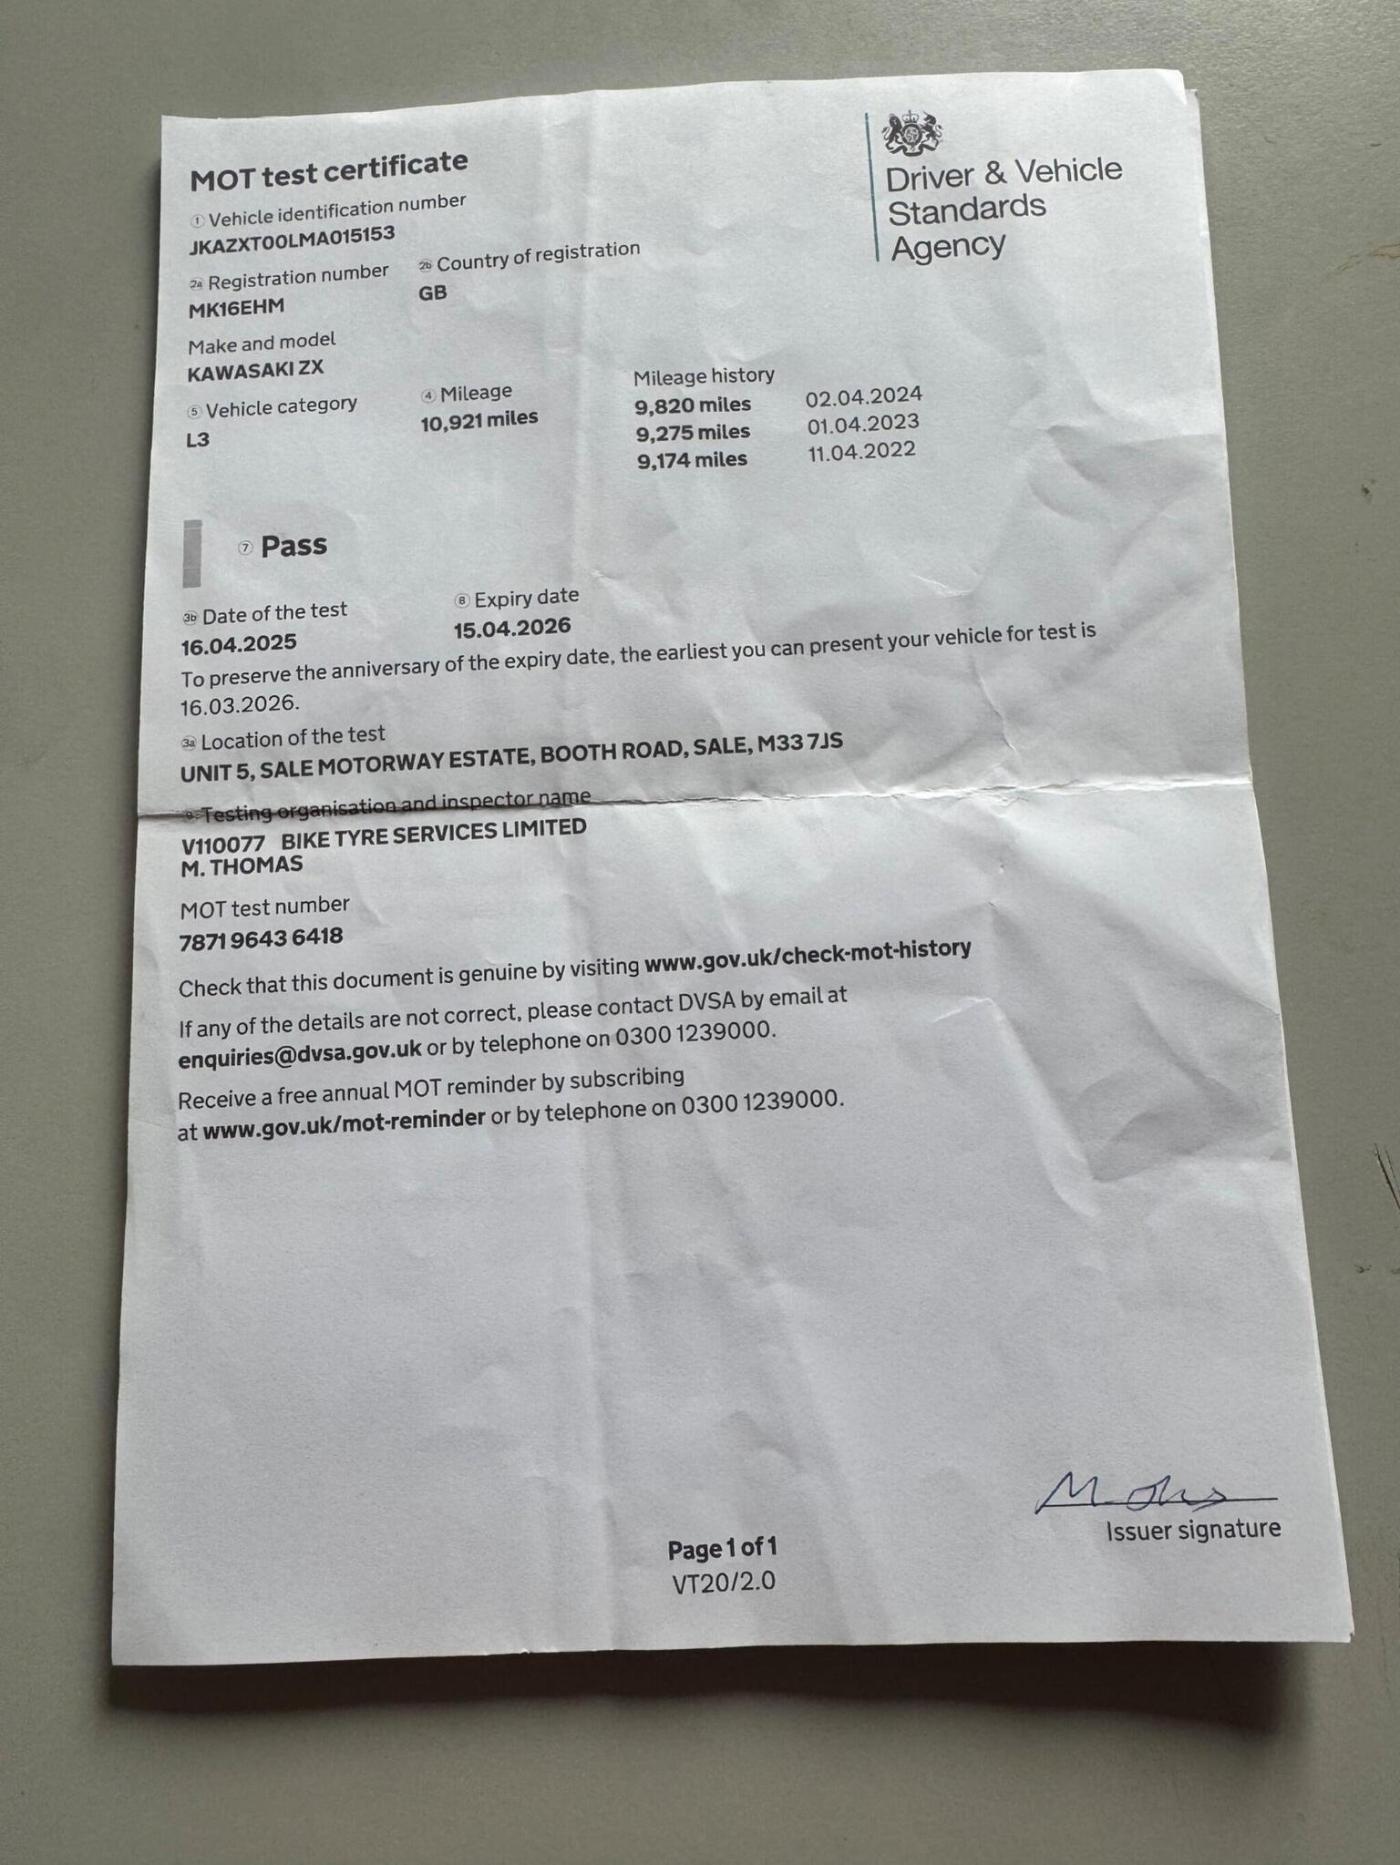 MOT test certificate
Driver & Vehicle
Standards
Agency
1 Vehicle identification number
JKAZXT00LMA015153
2a Registration number 2b Country of registration
MK16EHM GB
Make and model
KAWASAKI ZX
5 Vehicle category 4 Mileage Mileage history
L3 10,921 miles 9,820 miles 02.04.2024
9,275 miles 01.04.2023
9,174 miles 11.04.2022
7 Pass
3b Date of the test 8 Expiry date
16.04.2025 15.04.2026
To preserve the anniversary of the expiry date, the earliest you can present your vehicle for test is
16.03.2026.
3a Location of the test
UNIT 5, SALE MOTORWAY ESTATE, BOOTH ROAD, SALE, M33 7JS
9 Testing organisation and inspector name
V110077 BIKE TYRE SERVICES LIMITED
M. THOMAS
MOT test number
7871 9643 6418
Check that this document is genuine by visiting www.gov.uk/check-mot-history
If any of the details are not correct, please contact DVSA by email at
enquiries@dvsa.gov.uk or by telephone on 0300 1239000.
Receive a free annual MOT reminder by subscribing
at www.gov.uk/mot-reminder or by telephone on 0300 1239000.
Issuer signature
Page 1 of 1
VT20/2.0